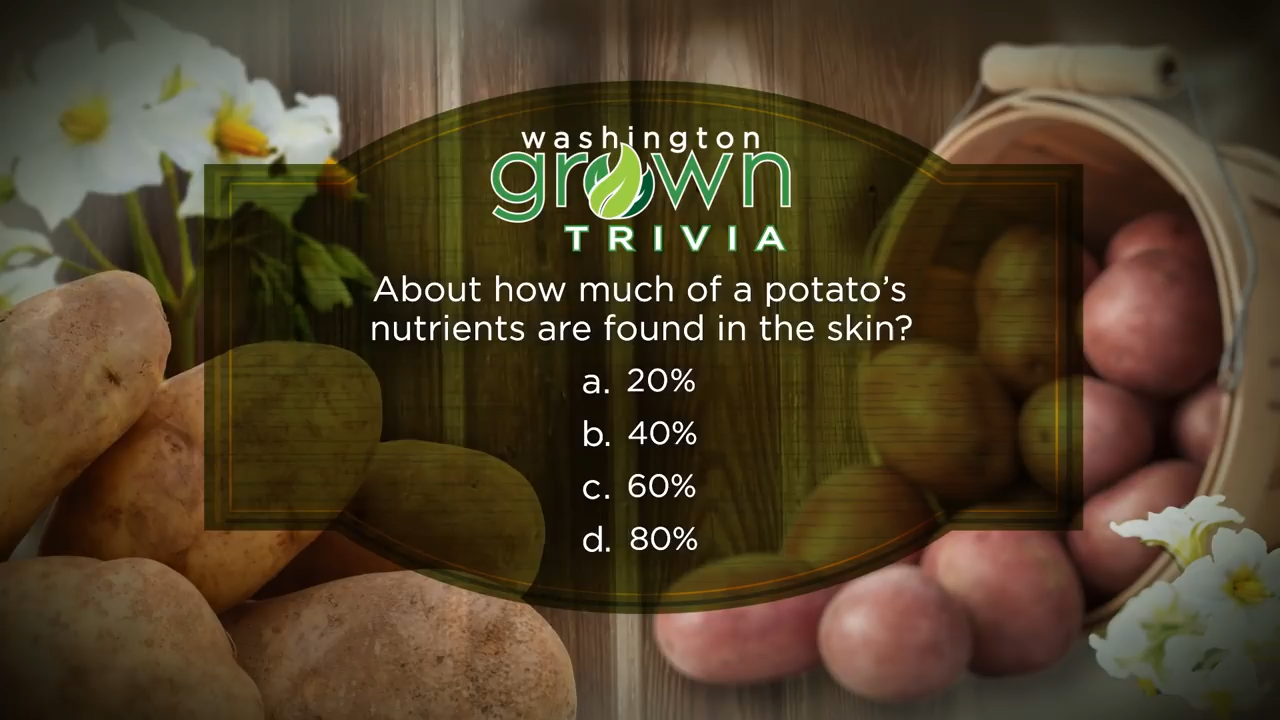 washington
grown
TRIVIA
About how much of a potato's
nutrients are found in the skin?
a. 20%
b. 40%
c. 60%
d. 80%